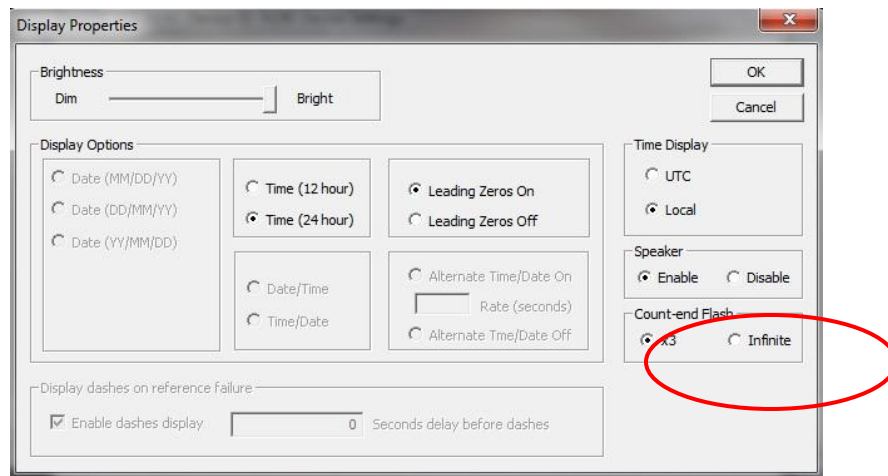 Display Properties
Brightness
Dim
Bright
OK
Cancel
Display Options
Date (MM/DD/YY)
Date (DD/MM/YY)
Date (YY/MM/DD)
Time (12 hour)
Time (24 hour)
Leading Zeros On
Leading Zeros Off
Date/Time
Time/Date
Alternate Time/Date On
Rate (seconds)
Alternate Tme/Date Off
Time Display
UTC
Local
Speaker
Enable
Disable
Count-end Flash
x3
Infinite
Display dashes on reference failure
Enable dashes display
0
Seconds delay before dashes